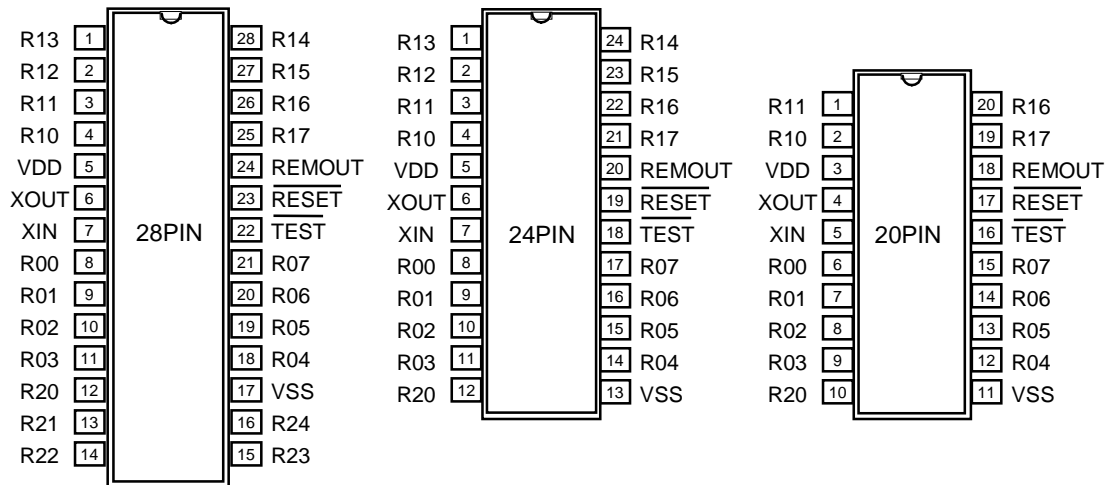 R13 1 28 R14
R12 2 27 R15
R11 3 26 R16
R10 4 25 R17
VDD 5 24 REMOUT
XOUT 6 23 RESET
XIN 7 22 TEST
R00 8 21 R07
R01 9 20 R06
R02 10 19 R05
R03 11 18 R04
R20 12 17 VSS
R21 13 16 R24
R22 14 15 R23
28PIN
R13 1 24 R14
R12 2 23 R15
R11 3 22 R16
R10 4 21 R17
VDD 5 20 REMOUT
XOUT 6 19 RESET
XIN 7 18 TEST
R00 8 17 R07
R01 9 16 R06
R02 10 15 R05
R03 11 14 R04
R20 12 13 VSS
24PIN
R11 1 20 R16
R10 2 19 R17
VDD 3 18 REMOUT
XOUT 4 17 RESET
XIN 5 16 TEST
R00 6 15 R07
R01 7 14 R06
R02 8 13 R05
R03 9 12 R04
R20 10 11 VSS
20PIN